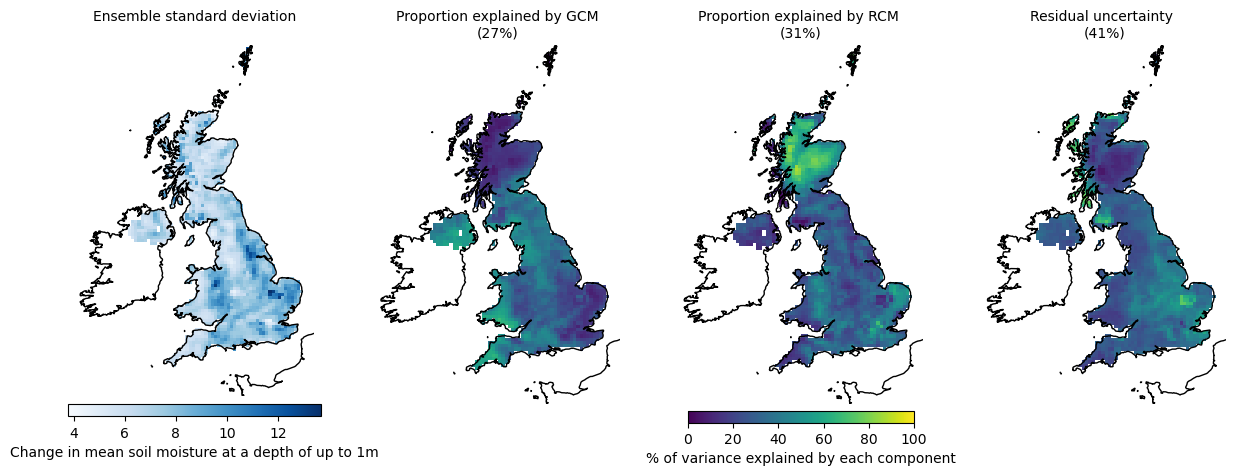 Ensemble standard deviation
Proportion explained by GCM
(27%)
Proportion explained by RCM
(31%)
Residual uncertainty
(41%)
4 6 8 10 12
Change in mean soil moisture at a depth of up to 1m
0 20 40 60 80 100
% of variance explained by each component